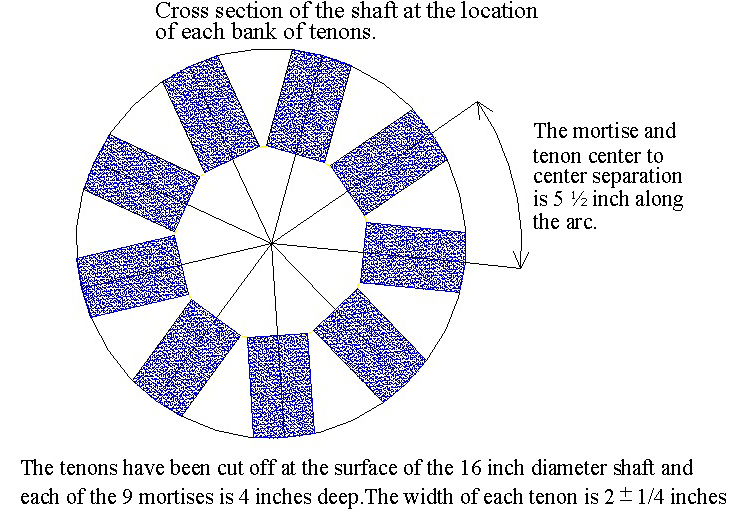 Cross section of the shaft at the location
of each bank of tenons.
The mortise and
tenon center to
center separation
is 5 ½ inch along
the arc.
The tenons have been cut off at the surface of the 16 inch diameter shaft and
each of the 9 mortises is 4 inches deep.The width of each tenon is 2 ± 1/4 inches